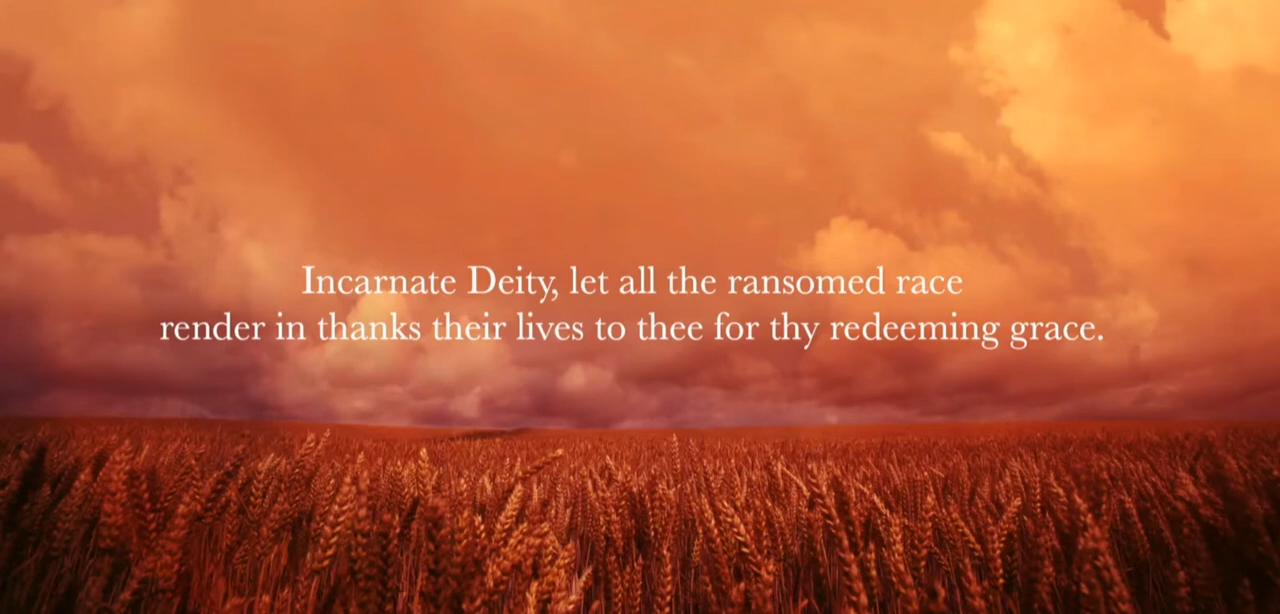 Incarnate Deity, let all the ransomed race
render in thanks their lives to thee for thy redeeming grace.